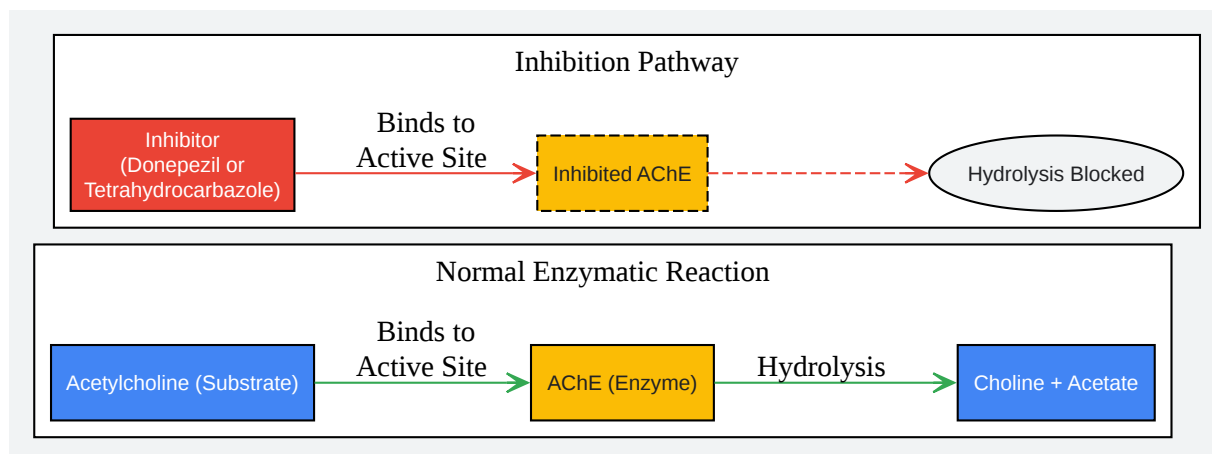 Inhibition Pathway
Inhibitor
(Donepezil or
Tetrahydrocarbazole)
Binds to
Active Site
Inhibited AChE
Hydrolysis Blocked
Normal Enzymatic Reaction
Acetylcholine (Substrate)
Binds to
Active Site
AChE (Enzyme)
Hydrolysis
Choline + Acetate